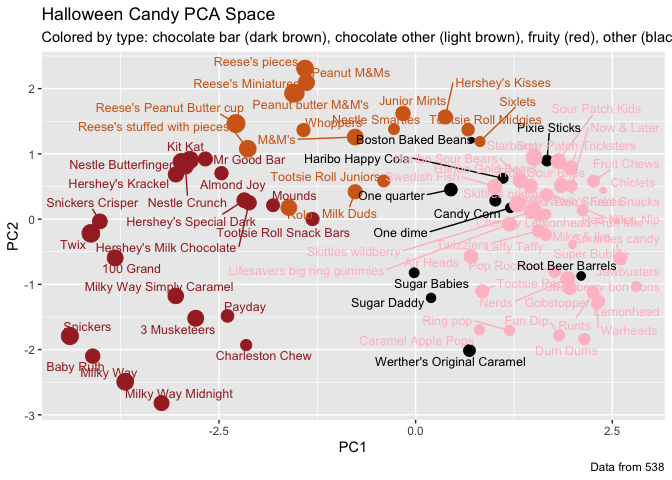 Halloween Candy PCA Space
Colored by type: chocolate bar (dark brown), chocolate other (light brown), fruity (red), other (blac
Reese's pieces
Peanut M&Ms
Reese's Miniatures
Hershey's Kisses
Peanut butter M&M's
Junior Mints
Sixlets
Reese's Peanut Butter cup
Sour Patch Kids
Whoppers
Nestle Smarties
Tootsie Roll Midgies
Reese's stuffed with pieces
Pixie Sticks
Now & Later
M&M's
Boston Baked Beans
Starburst
Sour Patch Tricksters
Kit Kat
Mr Good Bar
Haribo Happy Cola
Nestle Butterfinger
Fruit Chews
Hershey's Krackel
Almond Joy
Tootsie Roll Juniors
Swedish Fish
Chiclets
Snickers Crisper
Nestle Crunch
Mounds
One quarter
Milk Duds
Candy Corn
Hershey's Special Dark
Tootsie Roll Snack Bars
One dime
Twix
Hershey's Milk Chocolate
Skittles wildberry
Twizzlers
Laffy Taffy
100 Grand
Lifesavers big ring gummies
Air Heads
Root Beer Barrels
Jawbusters
Milky Way Simply Caramel
Sugar Babies
Nerds
Gobstopper
Sugar Daddy
Lemonhead
Payday
Snickers
3 Musketeers
Ring pop
Fun Dip
Runts
Warheads
Caramel Apple Pops
Charleston Chew
Dum Dums
Baby Ruth
Milky Way
Werther's Original Caramel
Milky Way Midnight
2
1
0
-1
-2
-3
PC2
-2.5
0.0
2.5
PC1
Data from 538